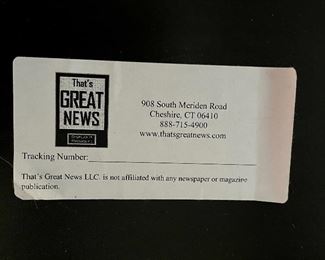 That's
GREAT
NEWS
908 South Meriden Road
Cheshire, CT 06410
888-715-4900
www.thatsgreatnews.com
Tracking Number:
That's Great News LLC. is not affiliated with any newspaper or magazine
publication.